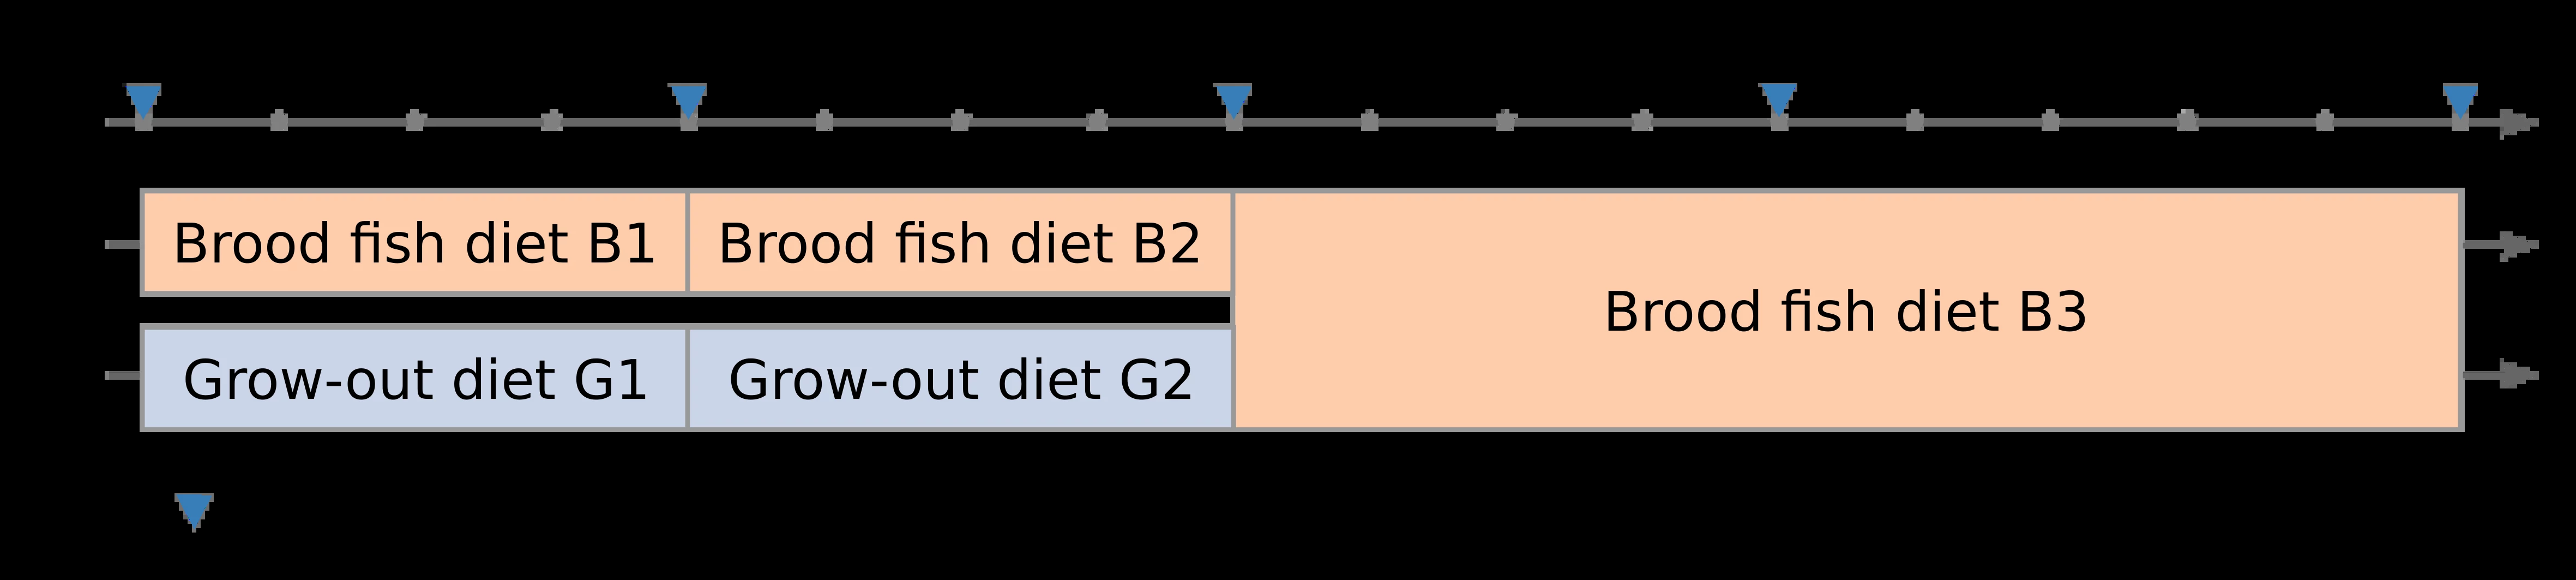 Brood fish diet B1
Brood fish diet B2
Brood fish diet B3
Grow-out diet G1
Grow-out diet G2